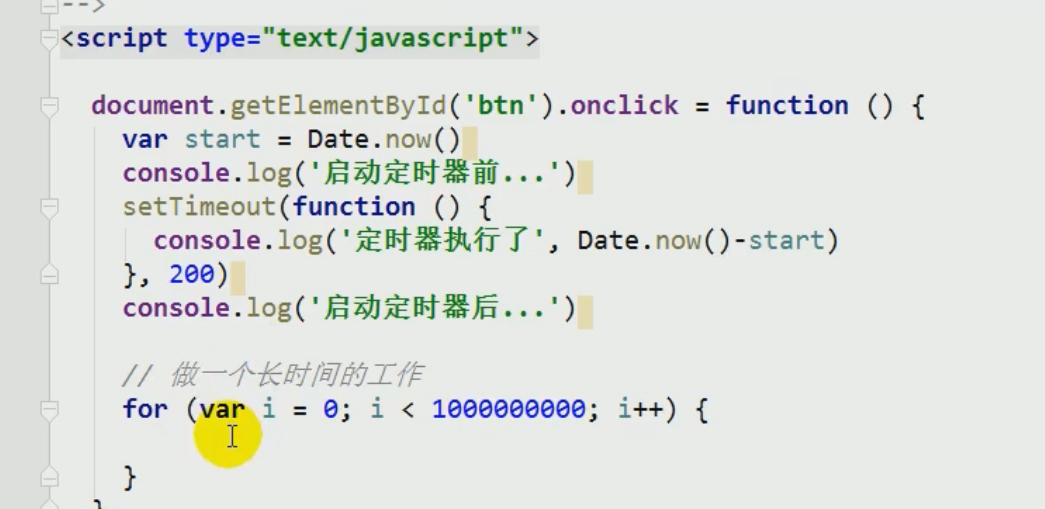 -->
<script type="text/javascript">
document.getElementById('btn').onclick = function () {
var start = Date.now()
console.log('启动定时器前...')
setTimeout(function () {
console.log('定时器执行了', Date.now()-start)
}, 200)
console.log('启动定时器后...')
// 做一个长时间的工作
for (var i = 0; i < 1000000000; i++) {
}
}